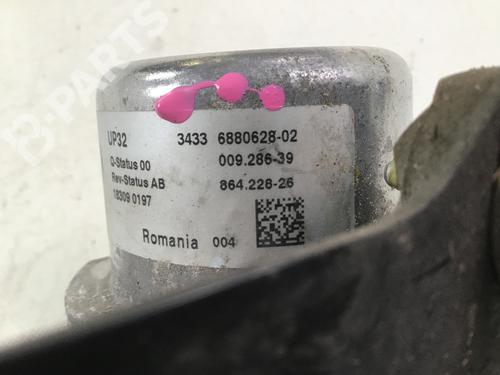 B-PARTS
UP32 3433 6880628-02
Q-Status 00 009.286-39
Rev-Status AB 864.228-26
18309 0197
Romania 004